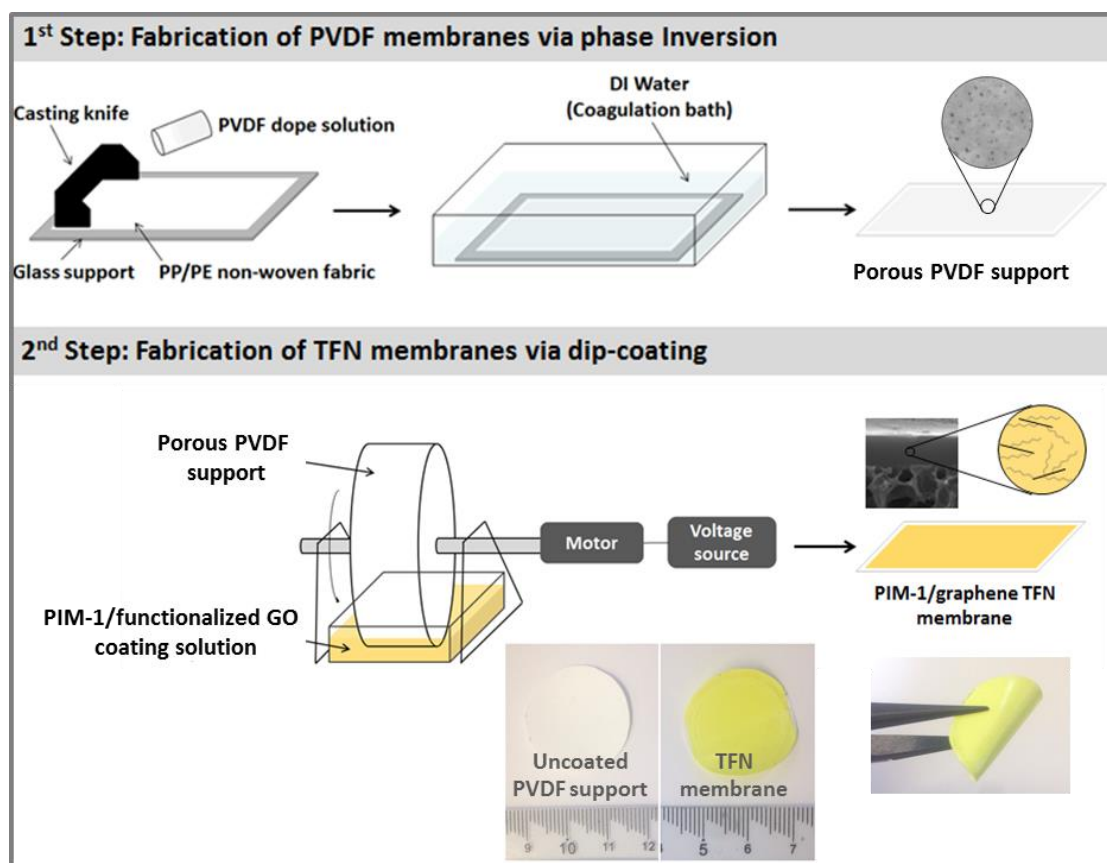 1st Step: Fabrication of PVDF membranes via phase Inversion
Casting knife
PVDF dope solution
DI Water
(Coagulation bath)
Glass support
PP/PE non-woven fabric
Porous PVDF support
2nd Step: Fabrication of TFN membranes via dip-coating
Porous PVDF
support
Motor
Voltage
source
PIM-1/functionalized GO
coating solution
PIM-1/graphene TFN
membrane
Uncoated
PVDF support
TFN
membrane
9 10 11 12
4 5 6 7